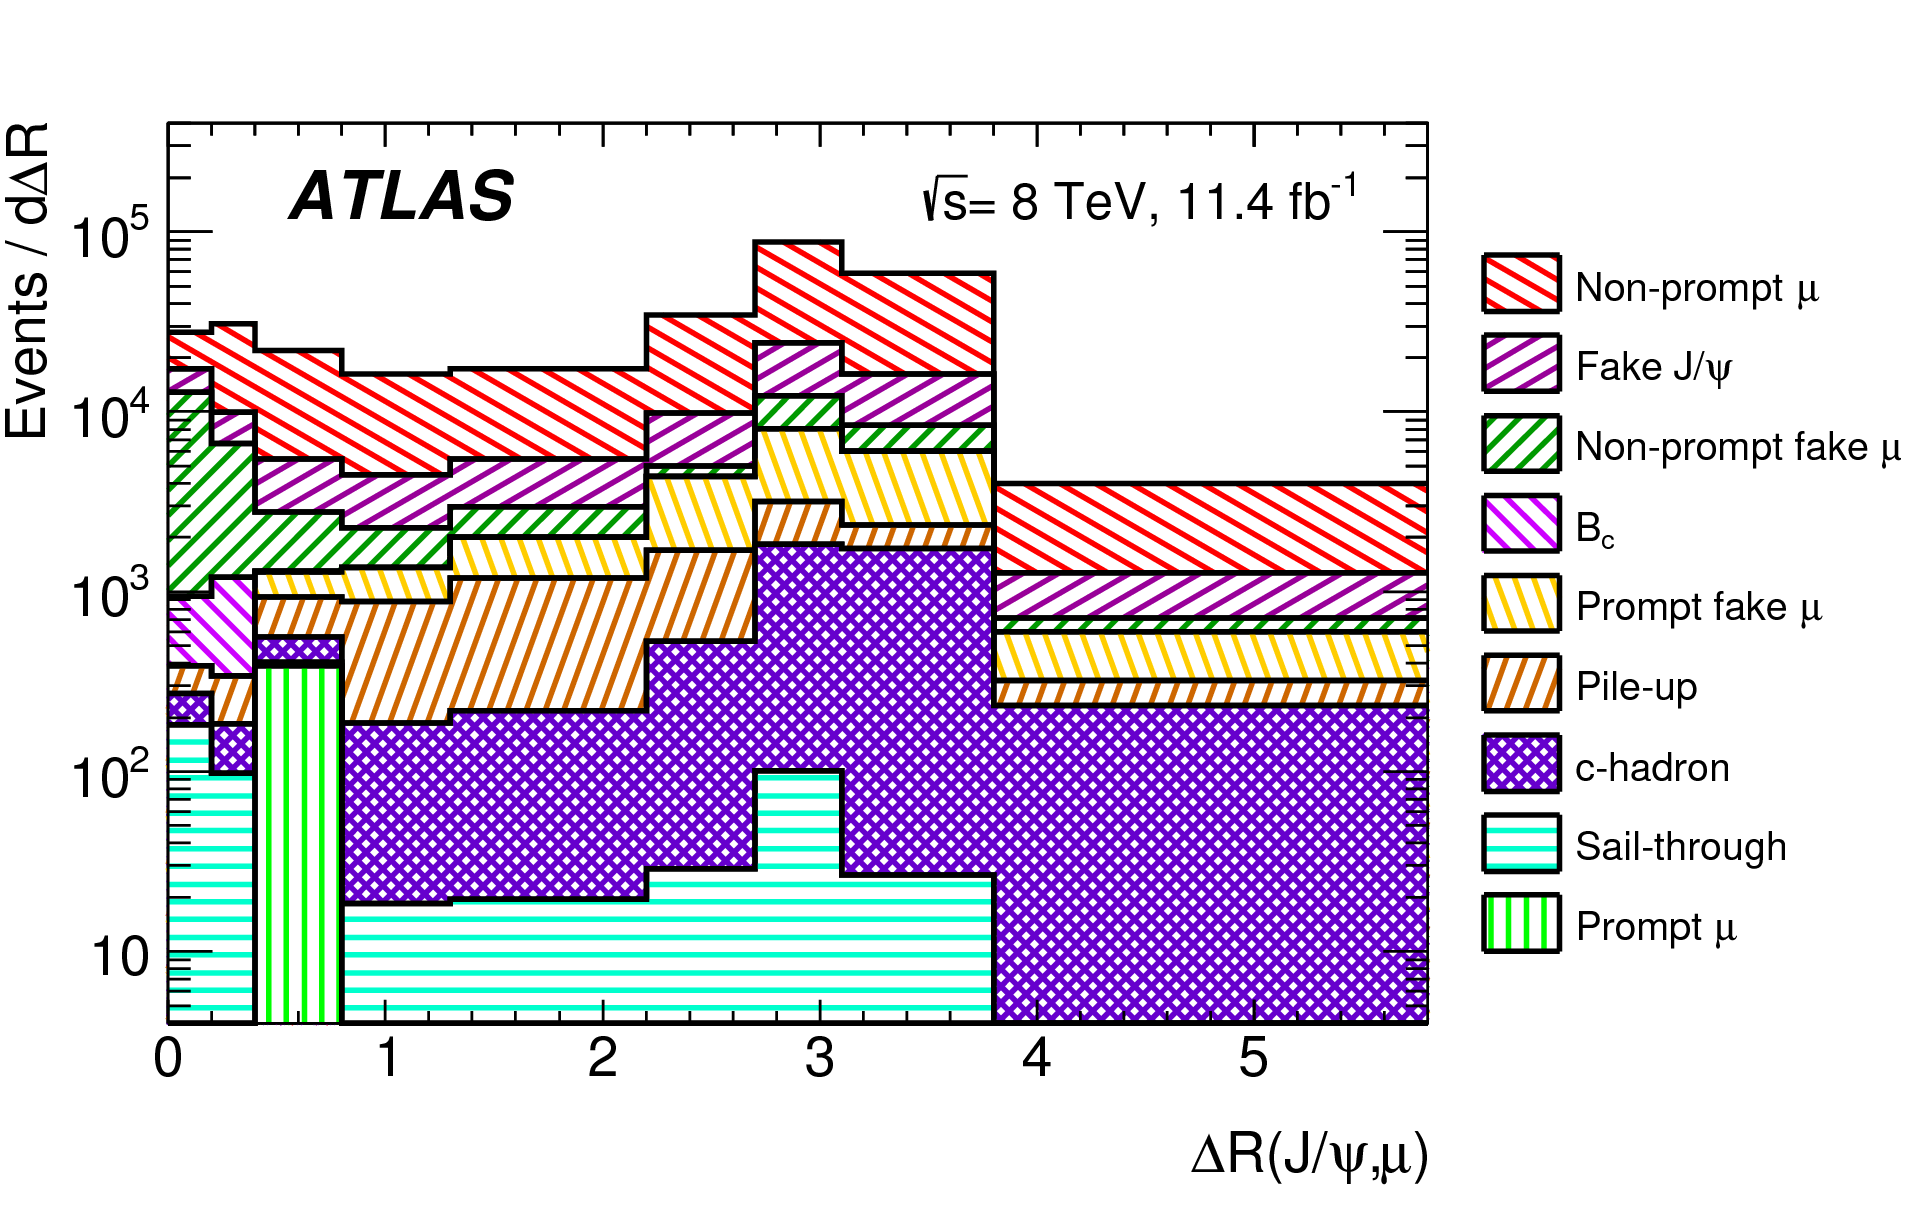 Events / dΔR
ATLAS
√s= 8 TeV, 11.4 fb⁻¹
10⁵
10⁴
10³
10²
10
0 1 2 3 4 5
ΔR(J/ψ,μ)
Non-prompt μ
Fake J/ψ
Non-prompt fake μ
B_c
Prompt fake μ
Pile-up
c-hadron
Sail-through
Prompt μ